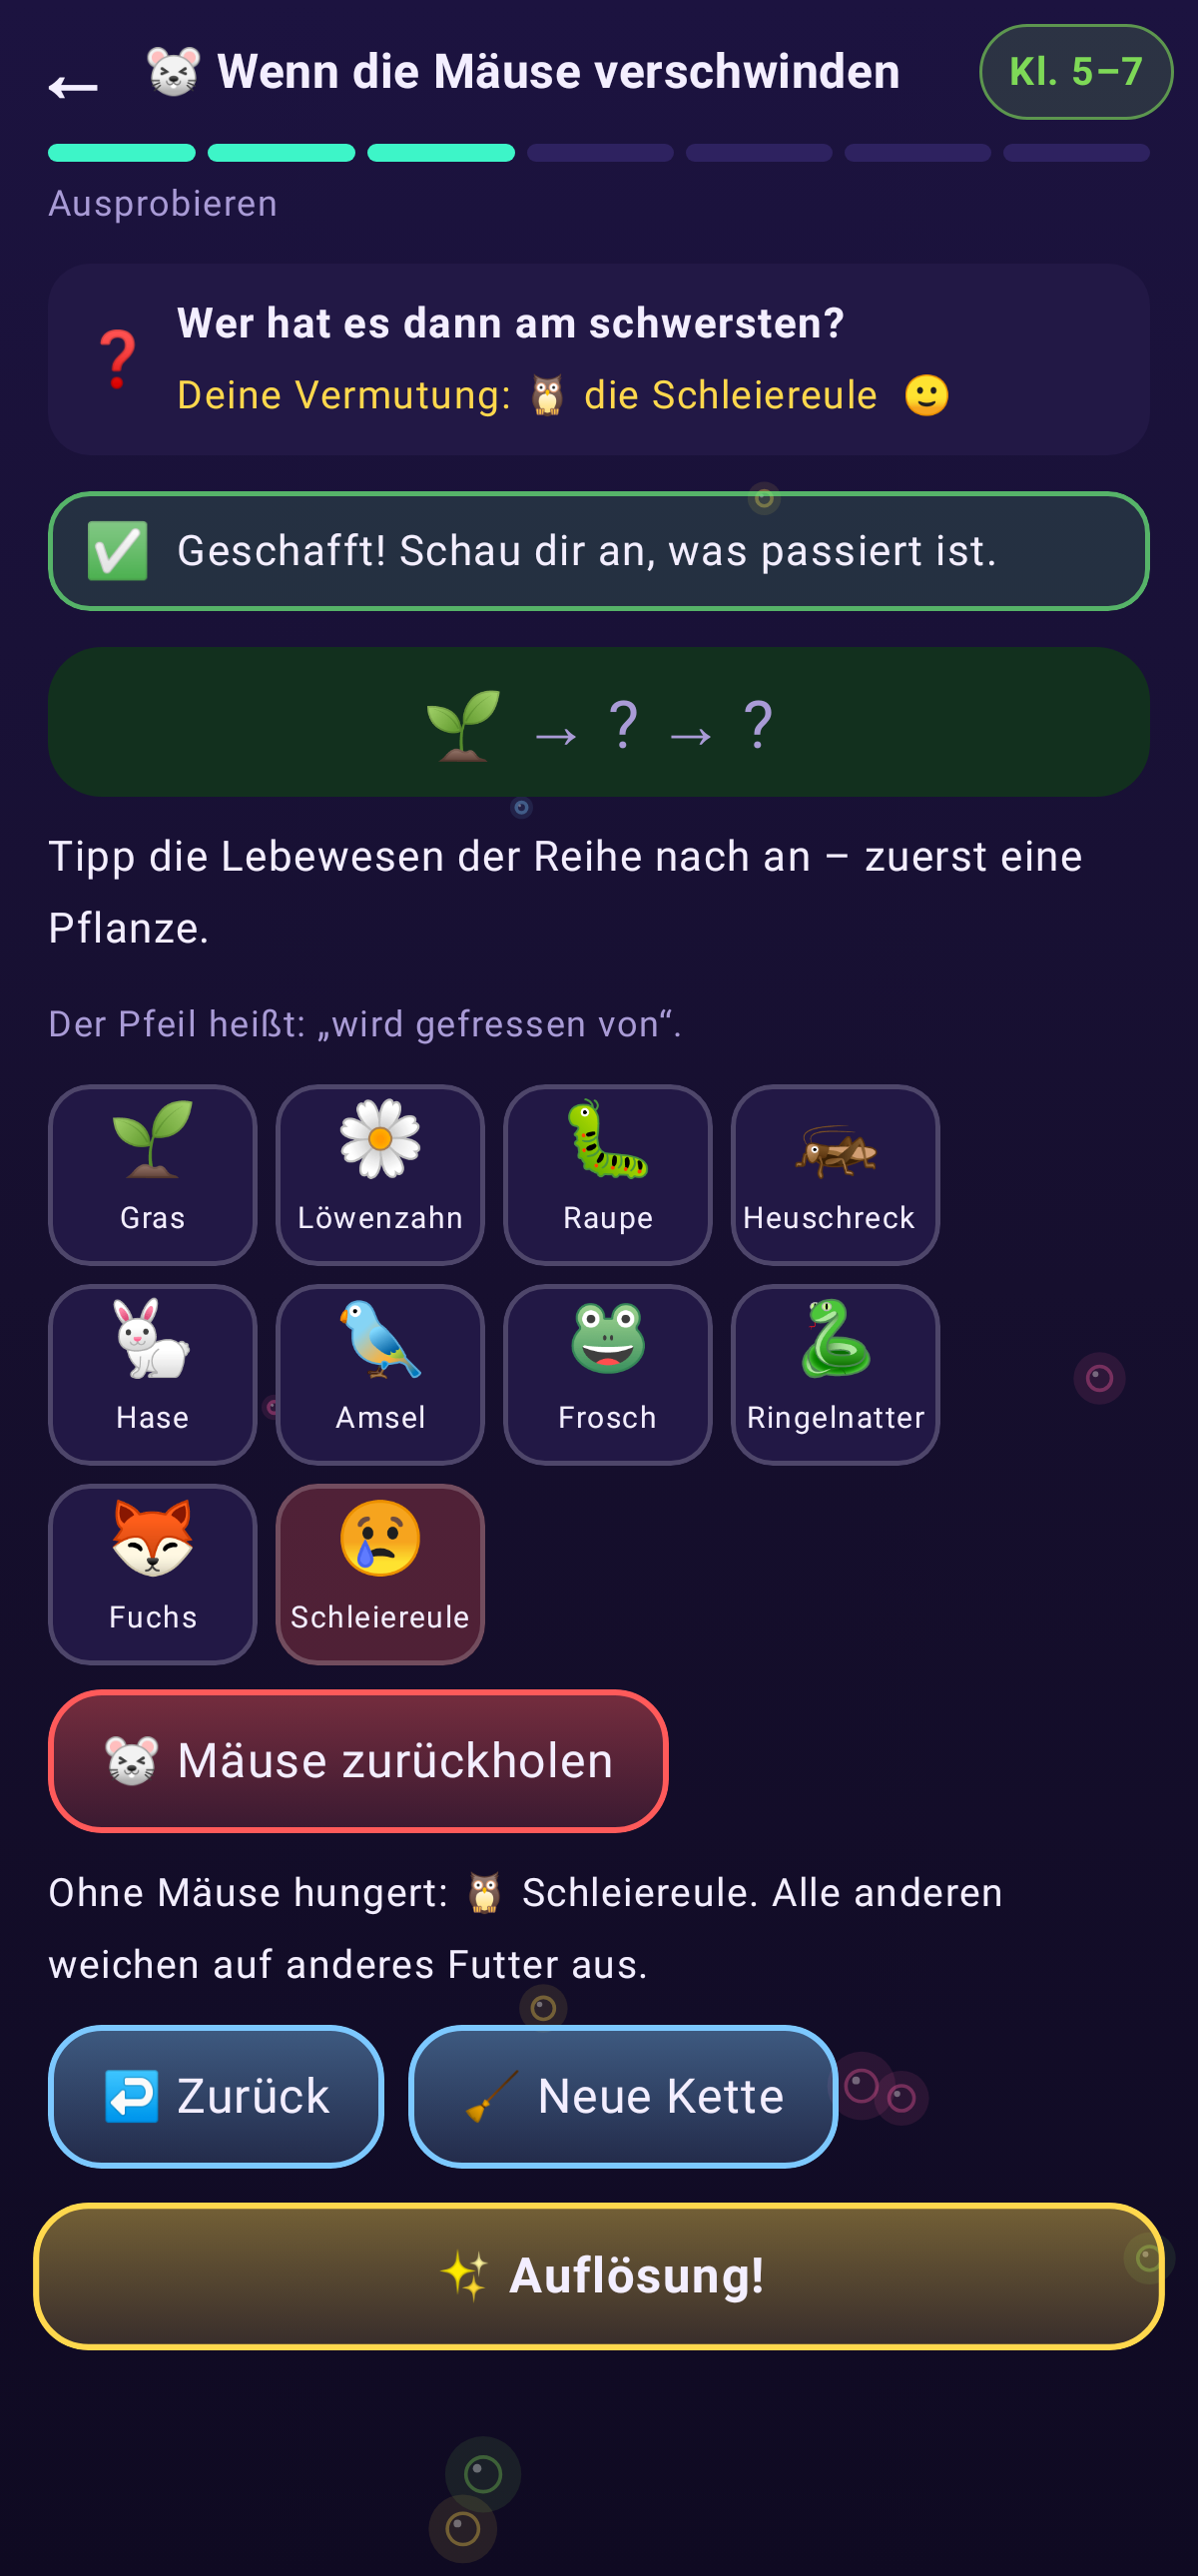 ← 🐭 Wenn die Mäuse verschwinden Kl. 5–7
Ausprobieren
❓ Wer hat es dann am schwersten?
Deine Vermutung: 🦉 die Schleiereule 🙂
✅ Geschafft! Schau dir an, was passiert ist.
🌱 → ? → ?
Tipp die Lebewesen der Reihe nach an – zuerst eine
Pflanze.
Der Pfeil heißt: „wird gefressen von“.
Gras
Löwenzahn
Raupe
Heuschreck
Hase
Amsel
Frosch
Ringelnatter
Fuchs
Schleiereule
🐭 Mäuse zurückholen
Ohne Mäuse hungert: 🦉 Schleiereule. Alle anderen
weichen auf anderes Futter aus.
↩️ Zurück
🧹 Neue Kette
✨ Auflösung!